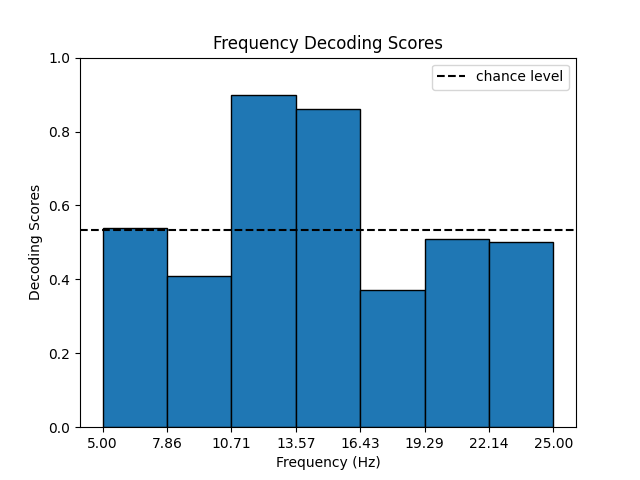 Frequency Decoding Scores
chance level
Decoding Scores
1.0
0.8
0.6
0.4
0.2
0.0
5.00 7.86 10.71 13.57 16.43 19.29 22.14 25.00
Frequency (Hz)